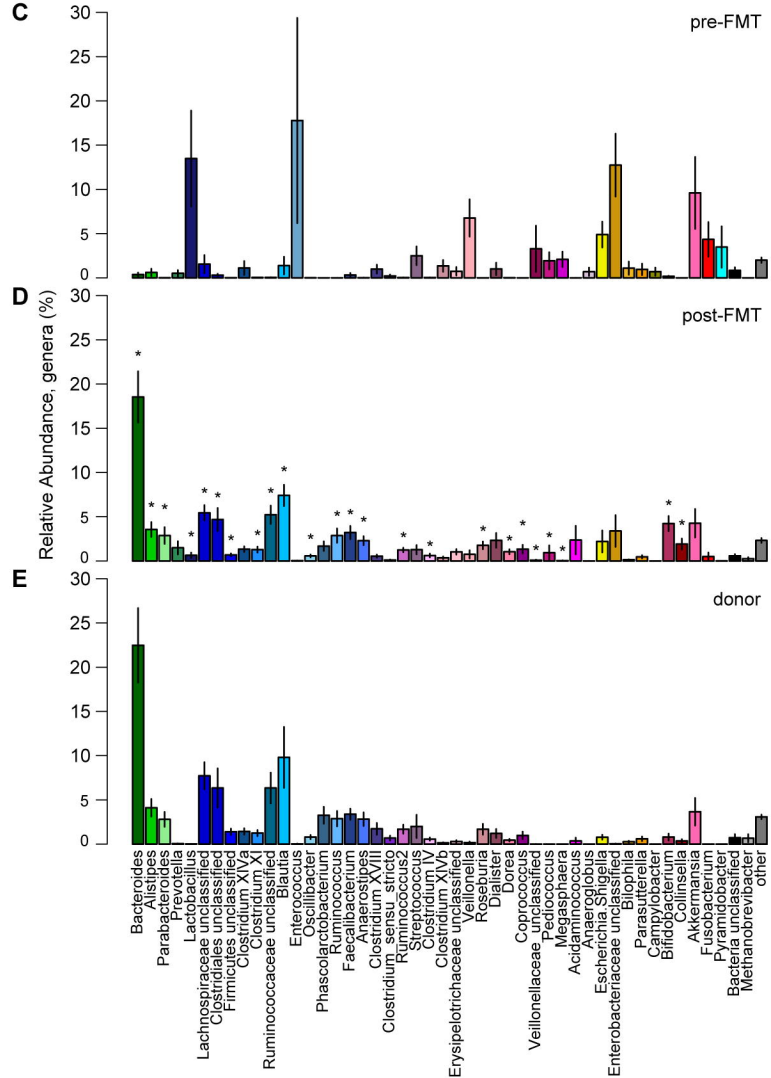 C
pre-FMT
30
25
20
15
10
5
0
D
post-FMT
30
25
20
15
10
5
0
Relative Abundance, genera (%)
* * * * * * * * * * * * * * * * * * * * * * *
E
donor
30
25
20
15
10
5
0
Bacteroides
Alistipes
Parabacteroides
Prevotella
Lactobacillus
Lachnospiraceae unclassified
Clostridiales unclassified
Firmicutes unclassified
Clostridium XIVa
Clostridium XI
Ruminococcaceae unclassified
Blautia
Enterococcus
Oscillibacter
Phascolarctobacterium
Ruminococcus
Faecalibacterium
Anaerostipes
Clostridium XVIII
Clostridium_sensu_stricto
Ruminococcus2
Streptococcus
Clostridium IV
Clostridium XIVb
Erysipelotrichaceae unclassified
Veillonella
Roseburia
Dialister
Dorea
Coprococcus
Veillonellaceae_unclassified
Pediococcus
Megasphaera
Acidaminococcus
Anaeroglobus
Escherichia.Shigella
Enterobacteriaceae unclassified
Bilophila
Parasutterella
Campylobacter
Bifidobacterium
Collinsella
Akkermansia
Fusobacterium
Pyramidobacter
Bacteria unclassified
Methanobrevibacter
other